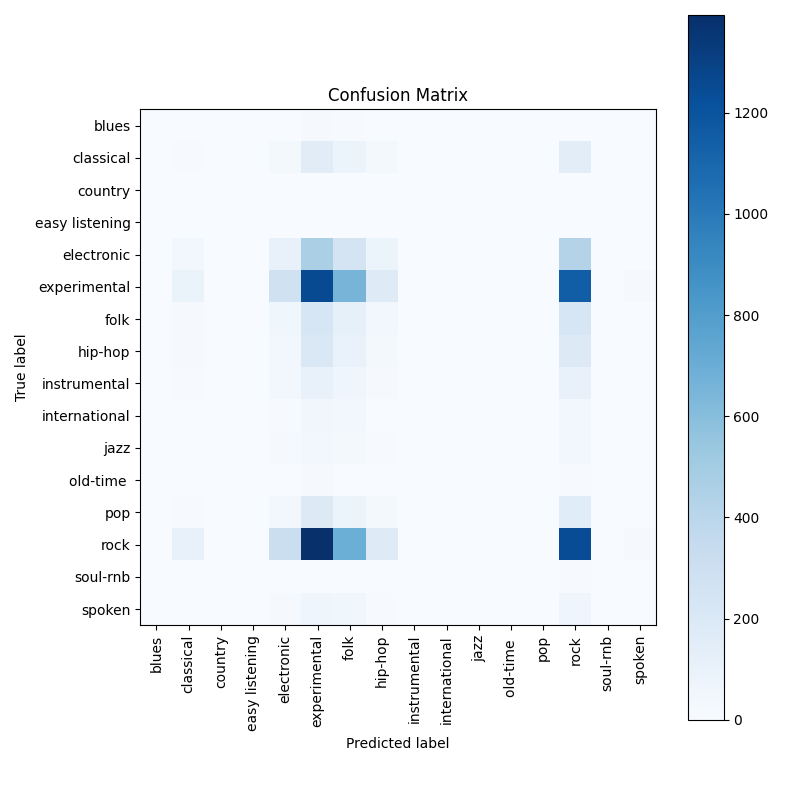 Confusion Matrix
True label
blues
classical
country
easy listening
electronic
experimental
folk
hip-hop
instrumental
international
jazz
old-time
pop
rock
soul-rnb
spoken
blues
classical
country
easy listening
electronic
experimental
folk
hip-hop
instrumental
international
jazz
old-time
pop
rock
soul-rnb
spoken
Predicted label
1200
1000
800
600
400
200
0